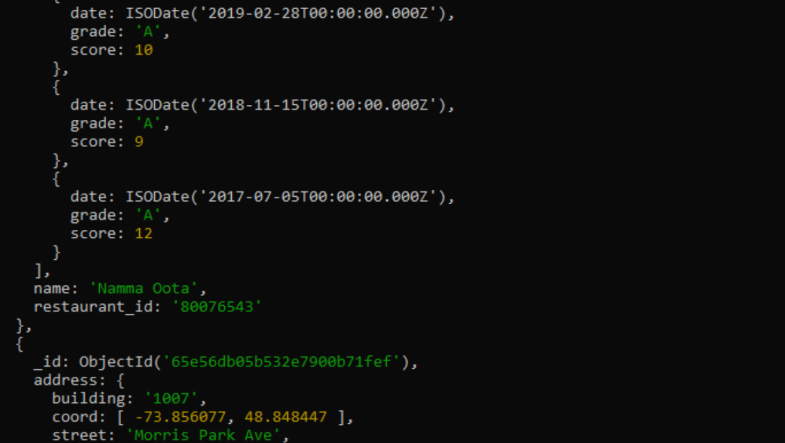 {
date: ISODate('2019-02-28T00:00:00.000Z'),
grade: 'A',
score: 10
},
{
date: ISODate('2018-11-15T00:00:00.000Z'),
grade: 'A',
score: 9
},
{
date: ISODate('2017-07-05T00:00:00.000Z'),
grade: 'A',
score: 12
}
],
name: 'Namma Oota',
restaurant_id: '80076543'
},
{
_id: ObjectId('65e56db05b532e7900b71fef'),
address: {
building: '1007',
coord: [ -73.856077, 48.848447 ],
street: 'Morris Park Ave',